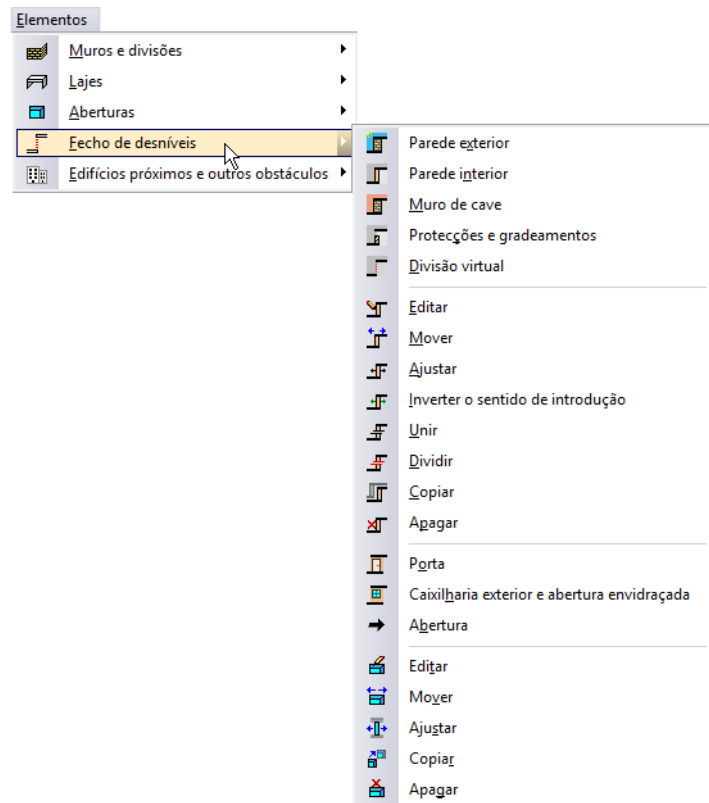 Elementos
Muros e divisões
Lajes
Aberturas
Fecho de desníveis
Edifícios próximos e outros obstáculos
Parede exterior
Parede interior
Muro de cave
Protecções e gradeamentos
Divisão virtual
Editar
Mover
Ajustar
Inverter o sentido de introdução
Unir
Dividir
Copiar
Apagar
Porta
Caixilharia exterior e abertura envidraçada
Abertura
Editar
Mover
Ajustar
Copiar
Apagar